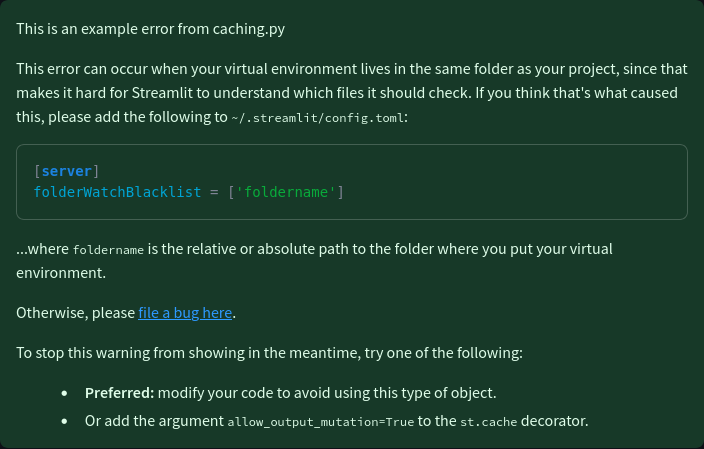 This is an example error from caching.py
This error can occur when your virtual environment lives in the same folder as your project, since that
makes it hard for Streamlit to understand which files it should check. If you think that's what caused
this, please add the following to ~/.streamlit/config.toml:
[server]
folderWatchBlacklist = ['foldername']
...where foldername is the relative or absolute path to the folder where you put your virtual
environment.
Otherwise, please file a bug here.
To stop this warning from showing in the meantime, try one of the following:
• Preferred: modify your code to avoid using this type of object.
• Or add the argument allow_output_mutation=True to the st.cache decorator.